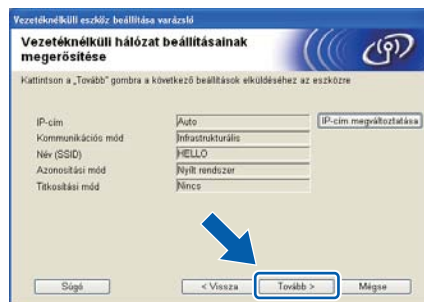 Vezetéknélküli eszköz beállítása varázsló
Vezetéknélküli hálózat beállításainak
megerősítése
Kattintson a „Tovább" gombra a következő beállítások elküldéséhez az eszközre
IP-cím Auto IP-cím megváltoztatása
Kommunikációs mód Infrastrukturális
Név (SSID) HELLO
Azonosítási mód Nyílt rendszer
Titkosítási mód Nincs
Súgó < Vissza Tovább > Mégse